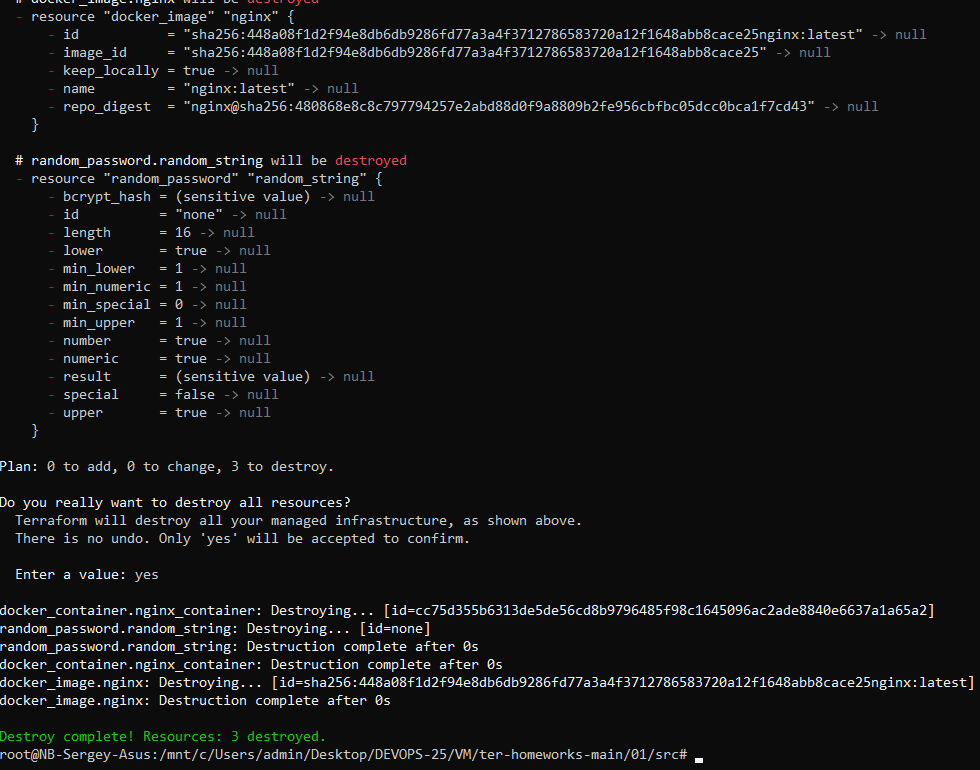 # docker_image.nginx will be destroyed
- resource "docker_image" "nginx" {
- id = "sha256:448a08f1d2f94e8db6db9286fd77a3a4f3712786583720a12f1648abb8cace25nginx:latest" -> null
- image_id = "sha256:448a08f1d2f94e8db6db9286fd77a3a4f3712786583720a12f1648abb8cace25" -> null
- keep_locally = true -> null
- name = "nginx:latest" -> null
- repo_digest = "nginx@sha256:480868e8c8c797794257e2abd88d0f9a8809b2fe956cbfbc05dcc0bca1f7cd43" -> null
}
# random_password.random_string will be destroyed
- resource "random_password" "random_string" {
- bcrypt_hash = (sensitive value) -> null
- id = "none" -> null
- length = 16 -> null
- lower = true -> null
- min_lower = 1 -> null
- min_numeric = 1 -> null
- min_special = 0 -> null
- min_upper = 1 -> null
- number = true -> null
- numeric = true -> null
- result = (sensitive value) -> null
- special = false -> null
- upper = true -> null
}
Plan: 0 to add, 0 to change, 3 to destroy.
Do you really want to destroy all resources?
Terraform will destroy all your managed infrastructure, as shown above.
There is no undo. Only 'yes' will be accepted to confirm.
Enter a value: yes
docker_container.nginx_container: Destroying... [id=cc75d355b6313de5de56cd8b9796485f98c1645096ac2ade8840e6637a1a65a2]
random_password.random_string: Destroying... [id=none]
random_password.random_string: Destruction complete after 0s
docker_container.nginx_container: Destruction complete after 0s
docker_image.nginx: Destroying... [id=sha256:448a08f1d2f94e8db6db9286fd77a3a4f3712786583720a12f1648abb8cace25nginx:latest]
docker_image.nginx: Destruction complete after 0s
Destroy complete! Resources: 3 destroyed.
root@NB-Sergey-Asus:/mnt/c/Users/admin/Desktop/DEVOPS-25/VM/ter-homeworks-main/01/src#